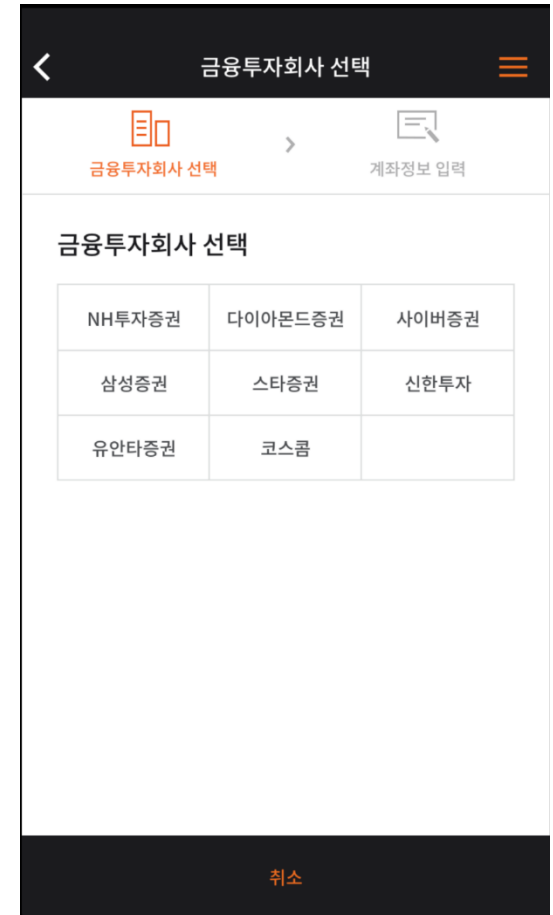 금융투자회사 선택
금융투자회사 선택
계좌정보 입력
금융투자회사 선택
NH투자증권 다이아몬드증권 사이버증권
삼성증권 스타증권 신한투자
유안타증권 코스콤
취소